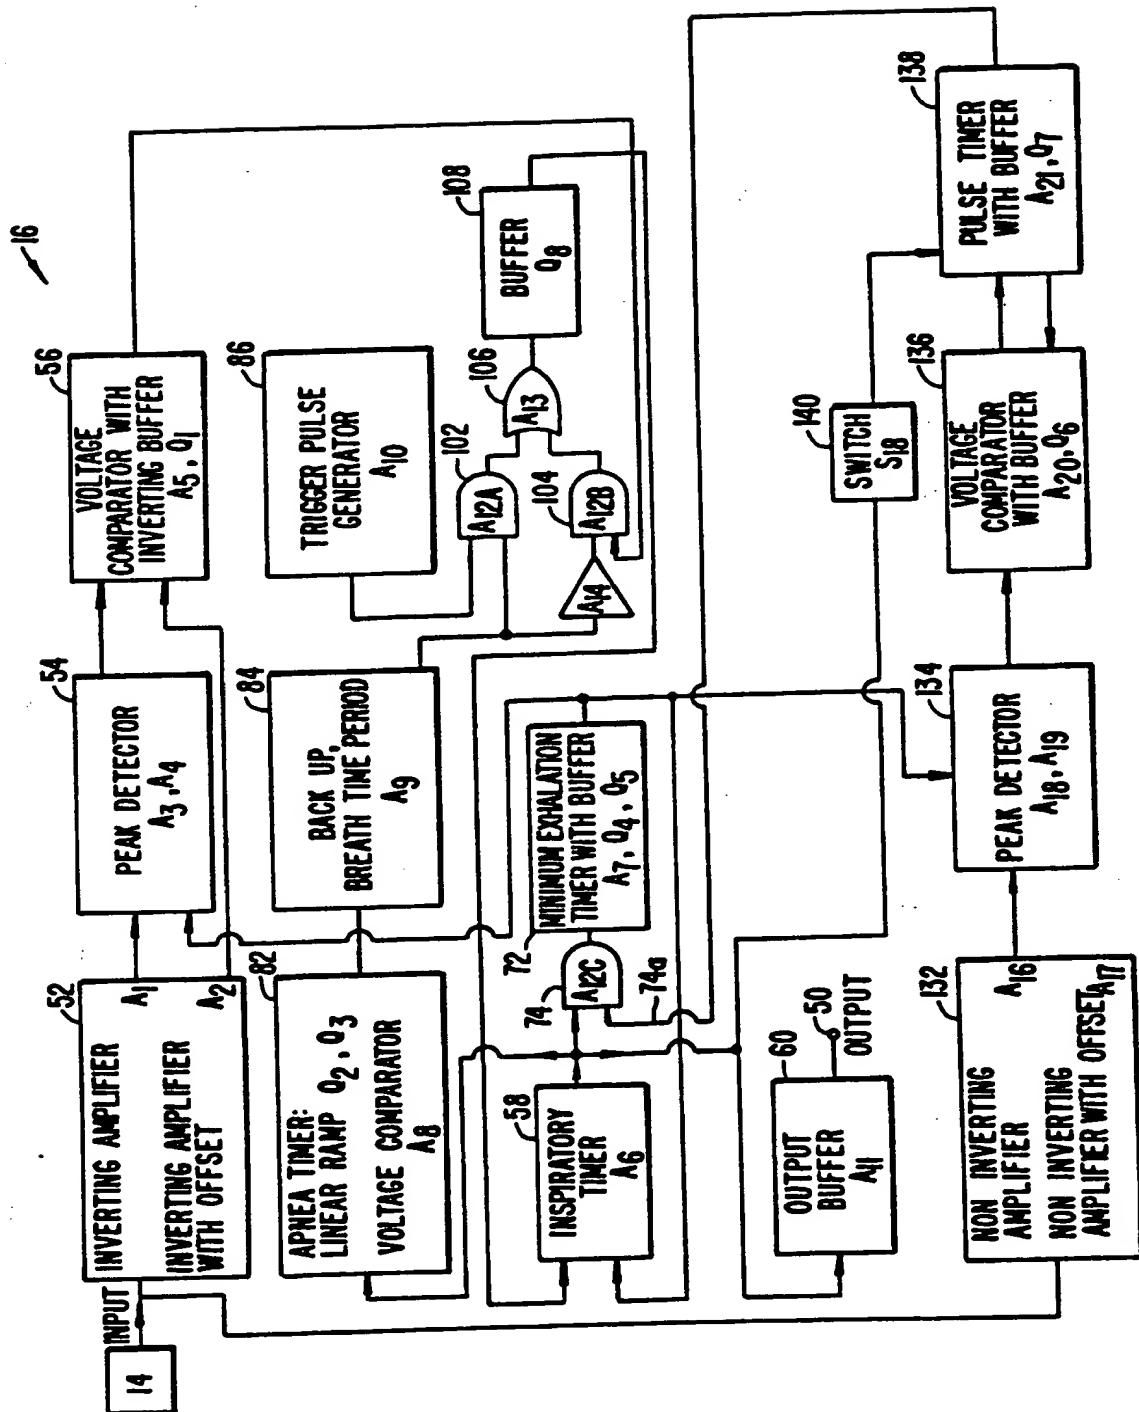 16
14
INPUT
52
INVERTING AMPLIFIER
A1
INVERTING AMPLIFIER
WITH OFFSET
A2
54
PEAK DETECTOR
A3, A4
56
VOLTAGE
COMPARATOR WITH
INVERTING BUFFER
A5, Q1
82
APNEA TIMER:
LINEAR RAMP Q2, Q3
VOLTAGE COMPARATOR
A8
84
BACK UP,
BREATH TIME PERIOD
A9
86
TRIGGER PULSE
GENERATOR
A10
102
A12A
104
A12B
A14
106
A13
108
BUFFER
Q8
58
INSPIRATORY
TIMER
A6
74
A12C
74a
72
MINIMUM EXHALATION
TIMER WITH BUFFER
A7, Q4, Q5
60
OUTPUT
BUFFER
A11
50
OUTPUT
140
SWITCH
S18
132
NON INVERTING
AMPLIFIER
A16
NON INVERTING
AMPLIFIER WITH OFFSET
A17
134
PEAK DETECTOR
A18, A19
136
VOLTAGE
COMPARATOR
WITH BUFFER
A20, Q6
138
PULSE TIMER
WITH BUFFER
A21, Q7